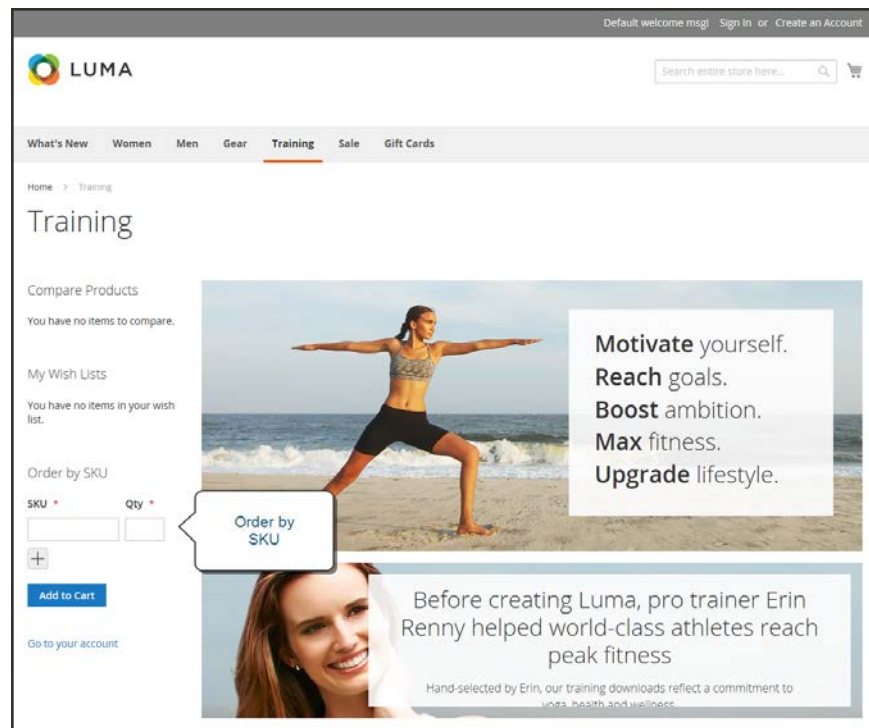 Default welcome msg! Sign In or Create an Account
LUMA
Search entire store here...
What's New Women Men Gear Training Sale Gift Cards
Home > Training
Training
Compare Products
You have no items to compare.
My Wish Lists
You have no items in your wish
list.
Order by SKU
SKU * Qty *
+
Add to Cart
Go to your account
Order by
SKU
Motivate yourself.
Reach goals.
Boost ambition.
Max fitness.
Upgrade lifestyle.
Before creating Luma, pro trainer Erin
Renny helped world-class athletes reach
peak fitness
Hand-selected by Erin, our training downloads reflect a commitment to
yoga, health and wellness